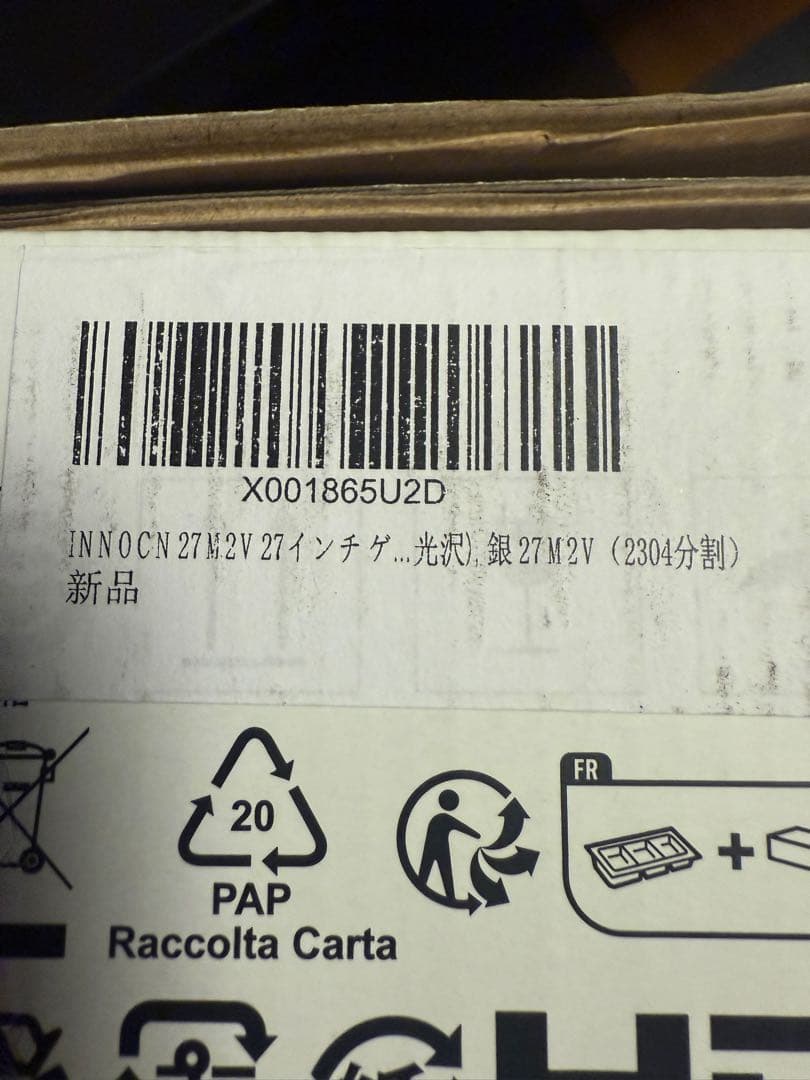 X001865U2D
INNOCN 27M2V 27インチゲ...光沢), 銀 27M2V（2304分割）
新品
FR
20
PAP
Raccolta Carta